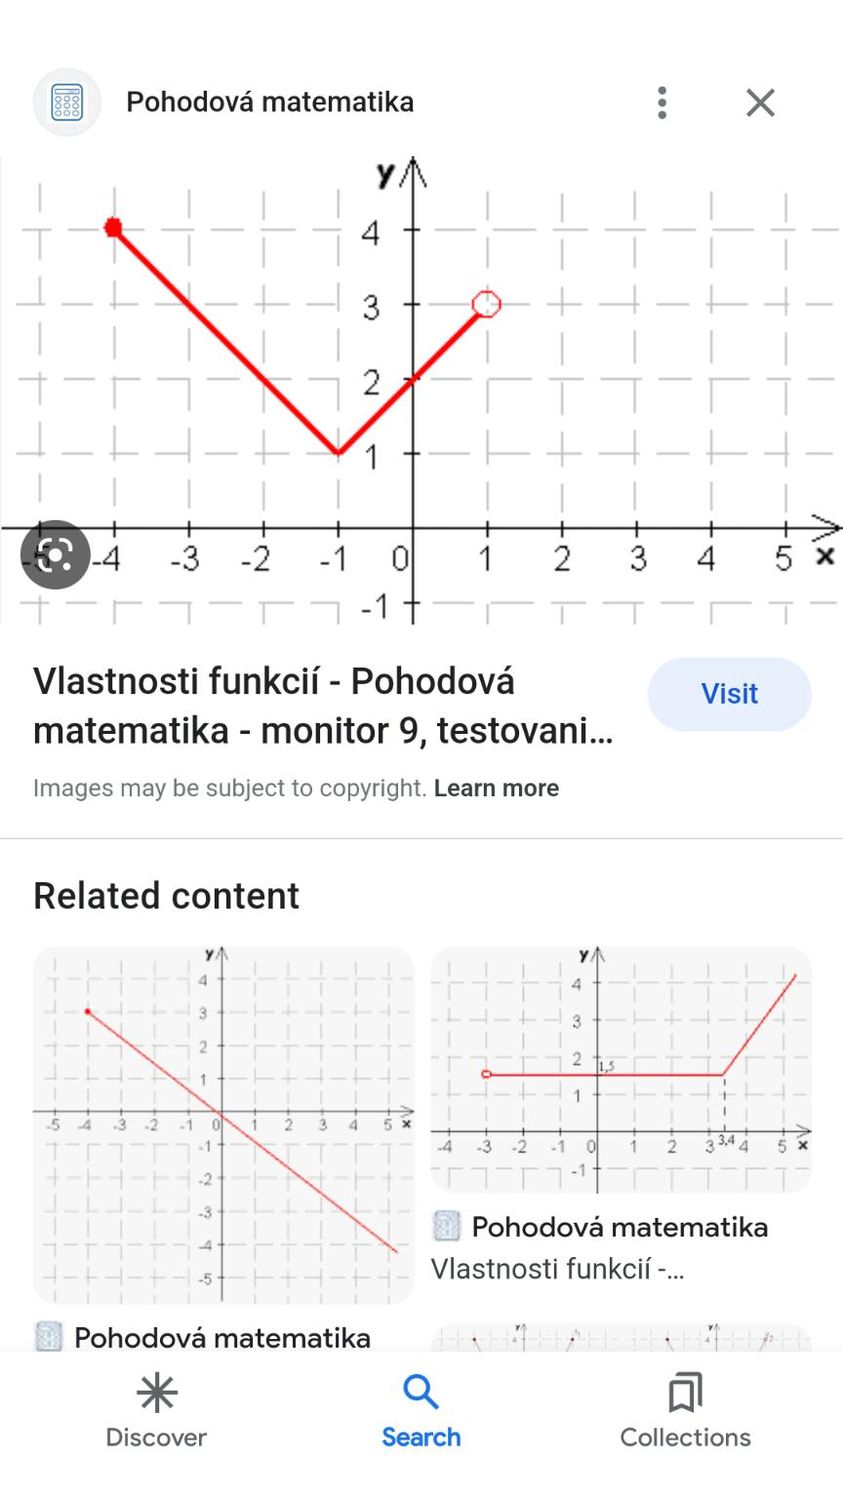 Pohodová matematika
y
4
3
2
1
-4 -3 -2 -1 0 1 2 3 4 5 x
-1
Vlastnosti funkcií - Pohodová
matematika - monitor 9, testovani...
Visit
Images may be subject to copyright. Learn more
Related content
y
4
3
2
1
-5 -4 -3 -2 -1 0 1 2 3 4 5 x
-1
-2
-3
-4
-5
Pohodová matematika
y
4
3
2
1,5
1
-4 -3 -2 -1 0 1 2 3 3,4 4 5 x
-1
Pohodová matematika
Vlastnosti funkcií -...
Discover
Search
Collections